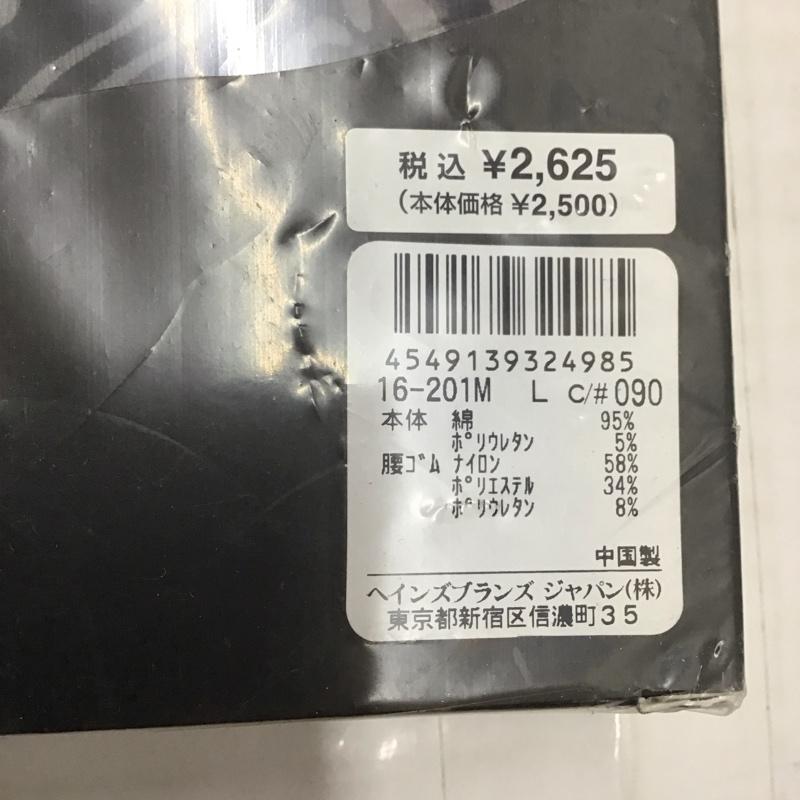 税込 ¥2,625
(本体価格 ¥2,500)
4549139324985
16-201M L C/# 090
本体 綿 95%
ポリウレタン 5%
腰ゴム ナイロン 58%
ポリエステル 34%
ポリウレタン 8%
中国製
ヘインズブランズ ジャパン(株)
東京都新宿区信濃町35